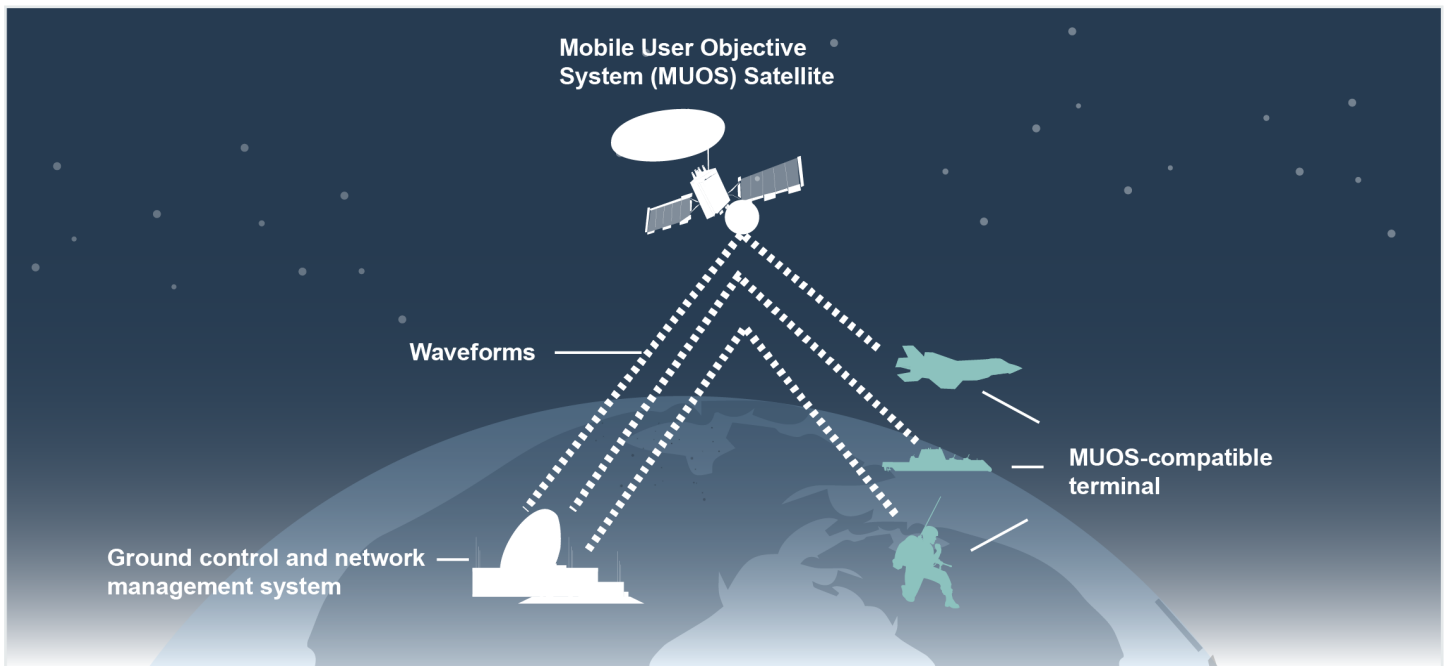 Mobile User Objective
System (MUOS) Satellite
Waveforms
MUOS-compatible
terminal
Ground control and network
management system